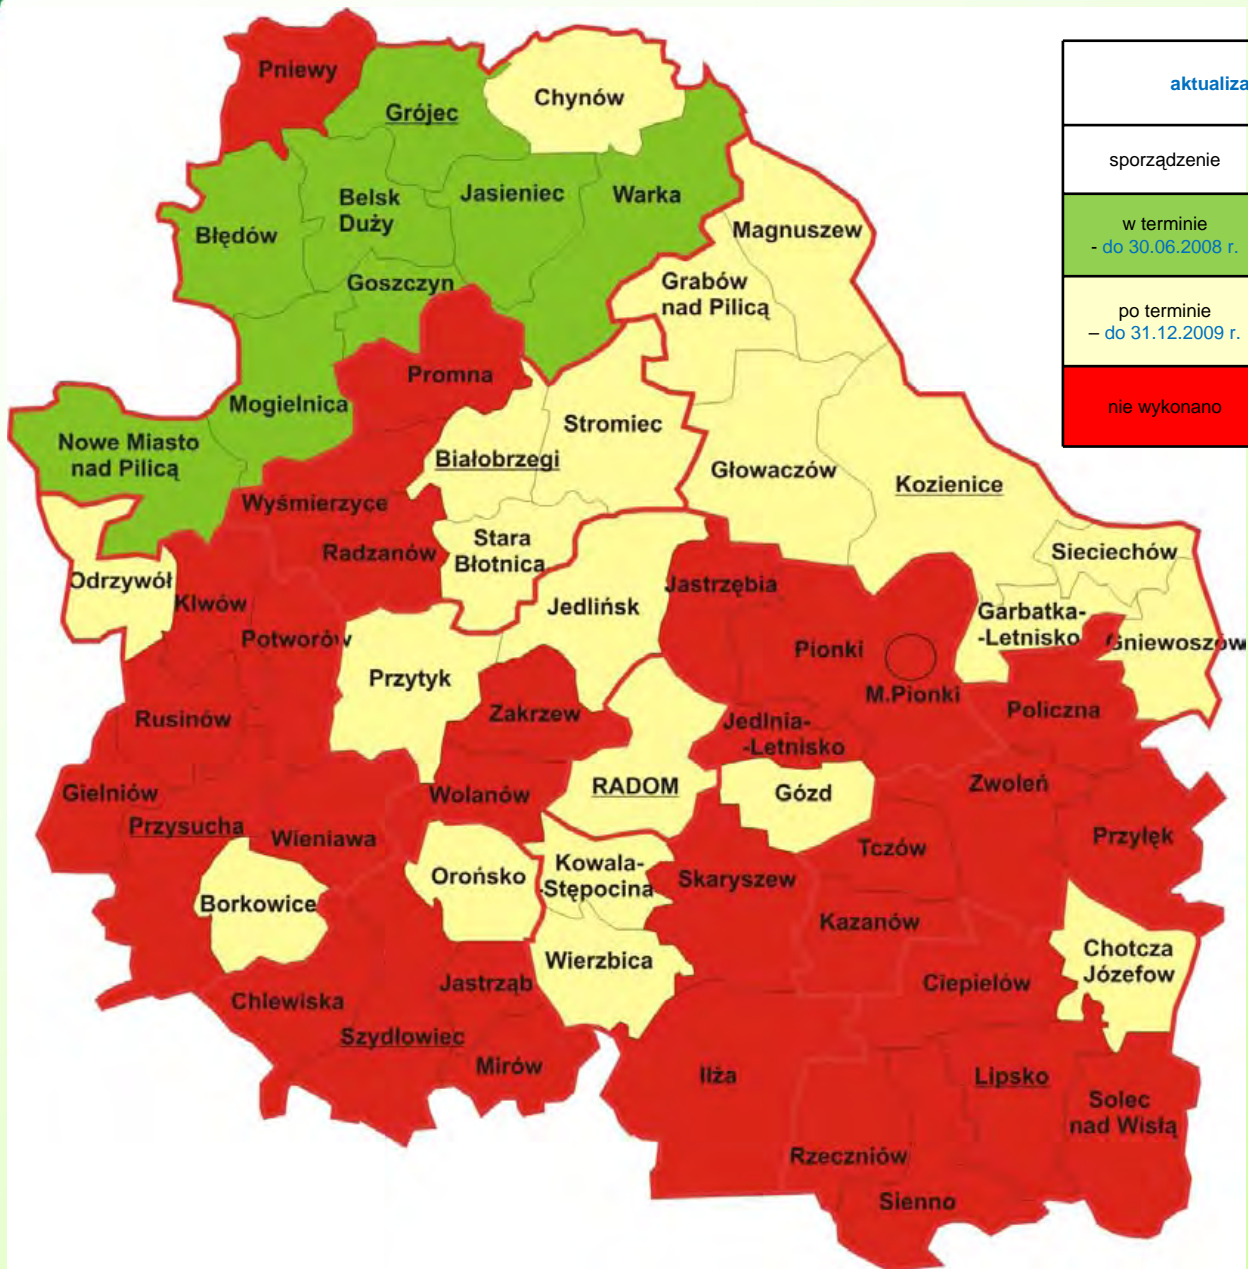 Pniewy
Chynów
Grójec
aktualiza
sporządzenie
w terminie
- do 30.06.2008 r.
po terminie
– do 31.12.2009 r.
nie wykonano
Belsk
Duży
Jasieniec
Warka
Błędów
Magnuszew
Goszczyn
Grabów
nad Pilicą
Promna
Mogielnica
Stromiec
Nowe Miasto
nad Pilicą
Białobrzegi
Głowaczów
Kozienice
Wyśmierzyce
Radzanów
Stara
Błotnica
Sieciechów
Odrzywół
Klwów
Jedlińsk
Jastrzębia
Garbatka-
-Letnisko
Gniewoszów
Potworów
Pionki
Przytyk
M.Pionki
Rusinów
Zakrzew
Jedlnia-
-Letnisko
Policzna
Gielniów
Wolanów
RADOM
Gózd
Zwoleń
Przysucha
Wieniawa
Tczów
Przyłęk
Borkowice
Orońsko
Kowala-
-Stępocina
Skaryszew
Kazanów
Wierzbica
Chotcza
Józefow
Chlewiska
Jastrząb
Ciepielów
Szydłowiec
Mirów
Iłża
Lipsko
Solec
nad Wisłą
Rzeczniów
Sienno